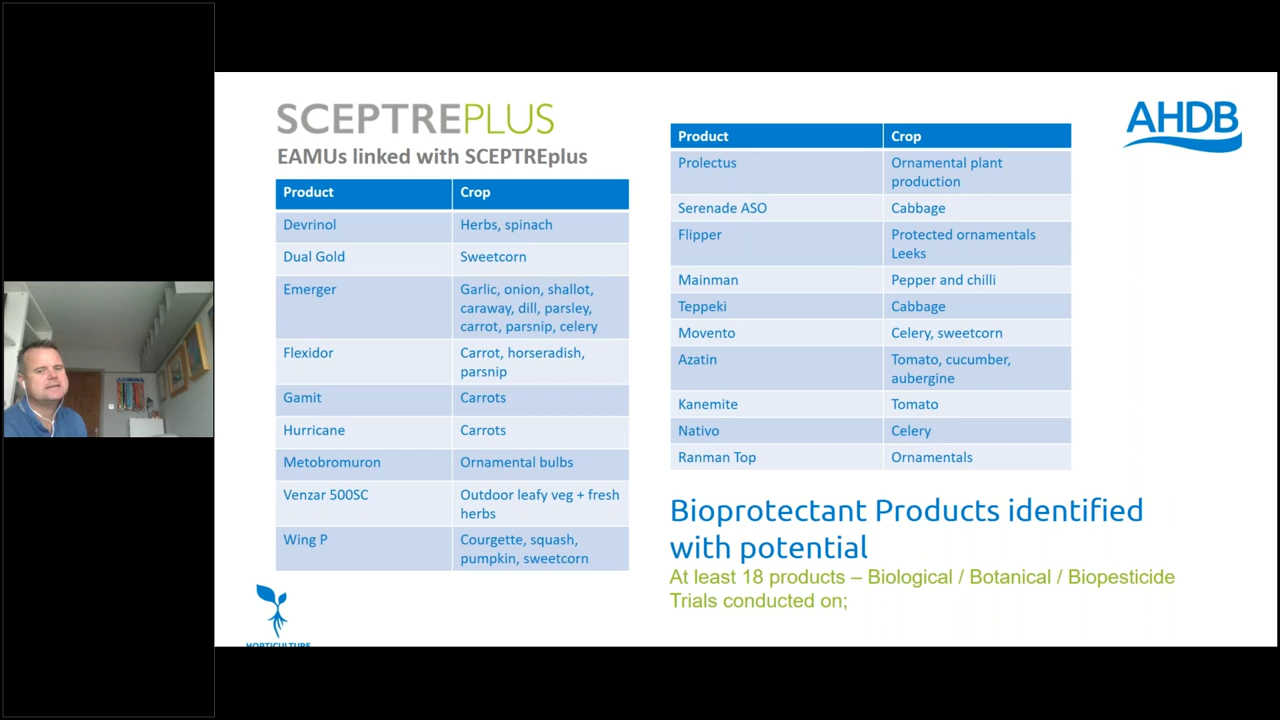 SCEPTREPLUS
EAMUs linked with SCEPTREplus
Product Crop
Devrinol Herbs, spinach
Dual Gold Sweetcorn
Emerger Garlic, onion, shallot,
caraway, dill, parsley,
carrot, parsnip, celery
Flexidor Carrot, horseradish,
parsnip
Gamit Carrots
Hurricane Carrots
Metobromuron Ornamental bulbs
Venzar 500SC Outdoor leafy veg + fresh
herbs
Wing P Courgette, squash,
pumpkin, sweetcorn
HORTICULTURE
Product Crop
Prolectus Ornamental plant
production
Serenade ASO Cabbage
Flipper Protected ornamentals
Leeks
Mainman Pepper and chilli
Teppeki Cabbage
Movento Celery, sweetcorn
Azatin Tomato, cucumber,
aubergine
Kanemite Tomato
Nativo Celery
Ranman Top Ornamentals
Bioprotectant Products identified
with potential
At least 18 products – Biological / Botanical / Biopesticide
Trials conducted on;
AHDB